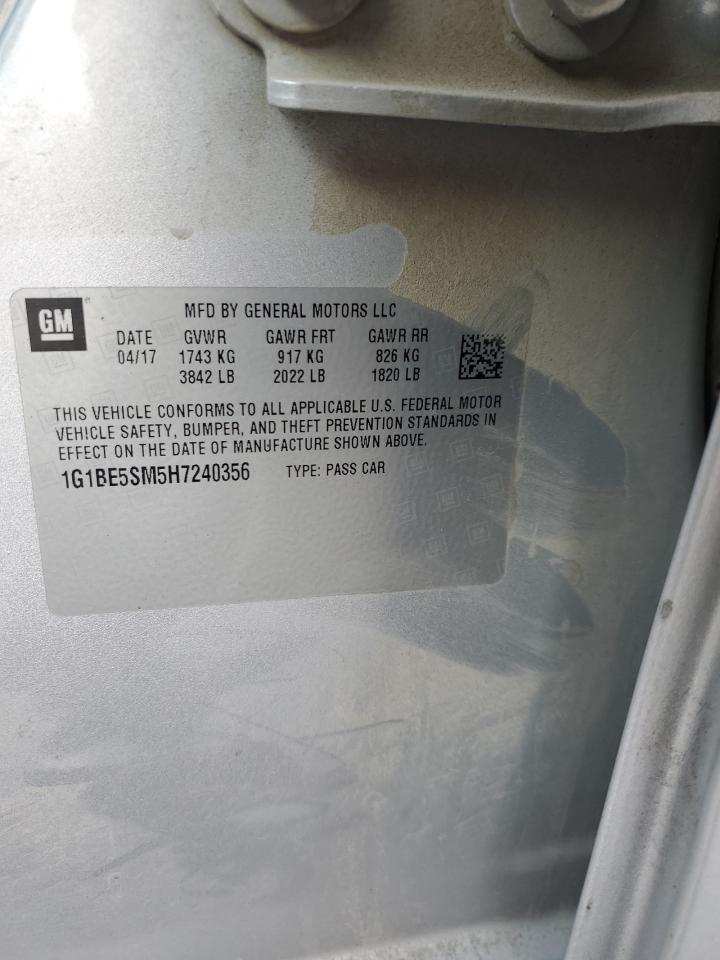 GM
MFD BY GENERAL MOTORS LLC
DATE GVWR GAWR FRT GAWR RR
04/17 1743 KG 917 KG 826 KG
3842 LB 2022 LB 1820 LB
THIS VEHICLE CONFORMS TO ALL APPLICABLE U.S. FEDERAL MOTOR
VEHICLE SAFETY, BUMPER, AND THEFT PREVENTION STANDARDS IN
EFFECT ON THE DATE OF MANUFACTURE SHOWN ABOVE.
1G1BE5SM5H7240356 TYPE: PASS CAR